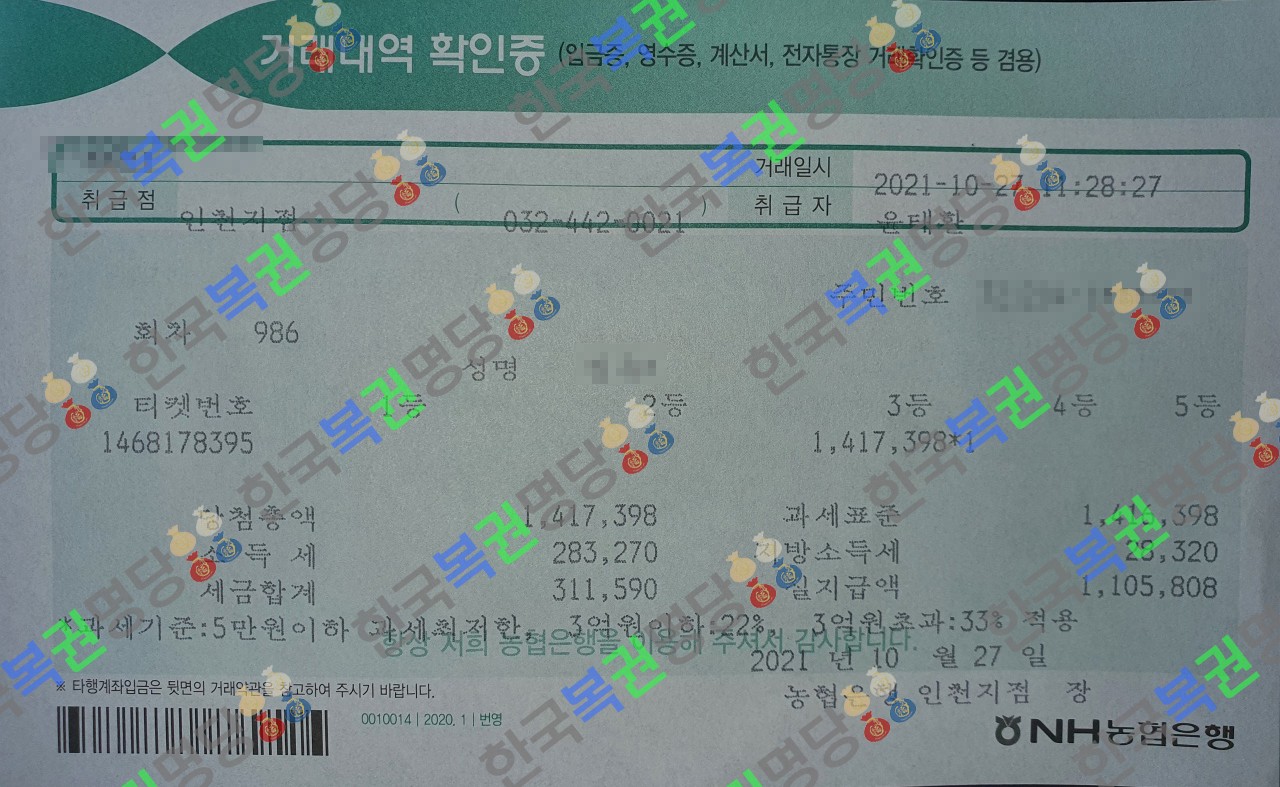 거래내역 확인증 (입금증, 영수증, 계산서, 전자통장 거래확인증 등 겸용)
거래일시 2021-10-27 11:28:27
취급점 인천지점 ( 032-442-0021 ) 취급자 윤태한
주민번호
회차 986
성명
티켓번호 1등 2등 3등 4등 5등
1468178395 1,417,398*1
당첨총액 1,417,398 과세표준 1,416,398
소득세 283,270 지방소득세 28,320
세금합계 311,590 실지급액 1,105,808
*과세기준:5만원이하 과세최저한, 3억원이하:22%, 3억원초과:33% 적용
항상 저희 농협은행을 이용해 주셔서 감사합니다.
2021 년 10 월 27 일
※ 타행계좌입금은 뒷면의 거래약관을 참고하여 주시기 바랍니다.
농협은행 인천지점 장
0010014 | 2020. 1 | 번영
NH농협은행
한국복권명당